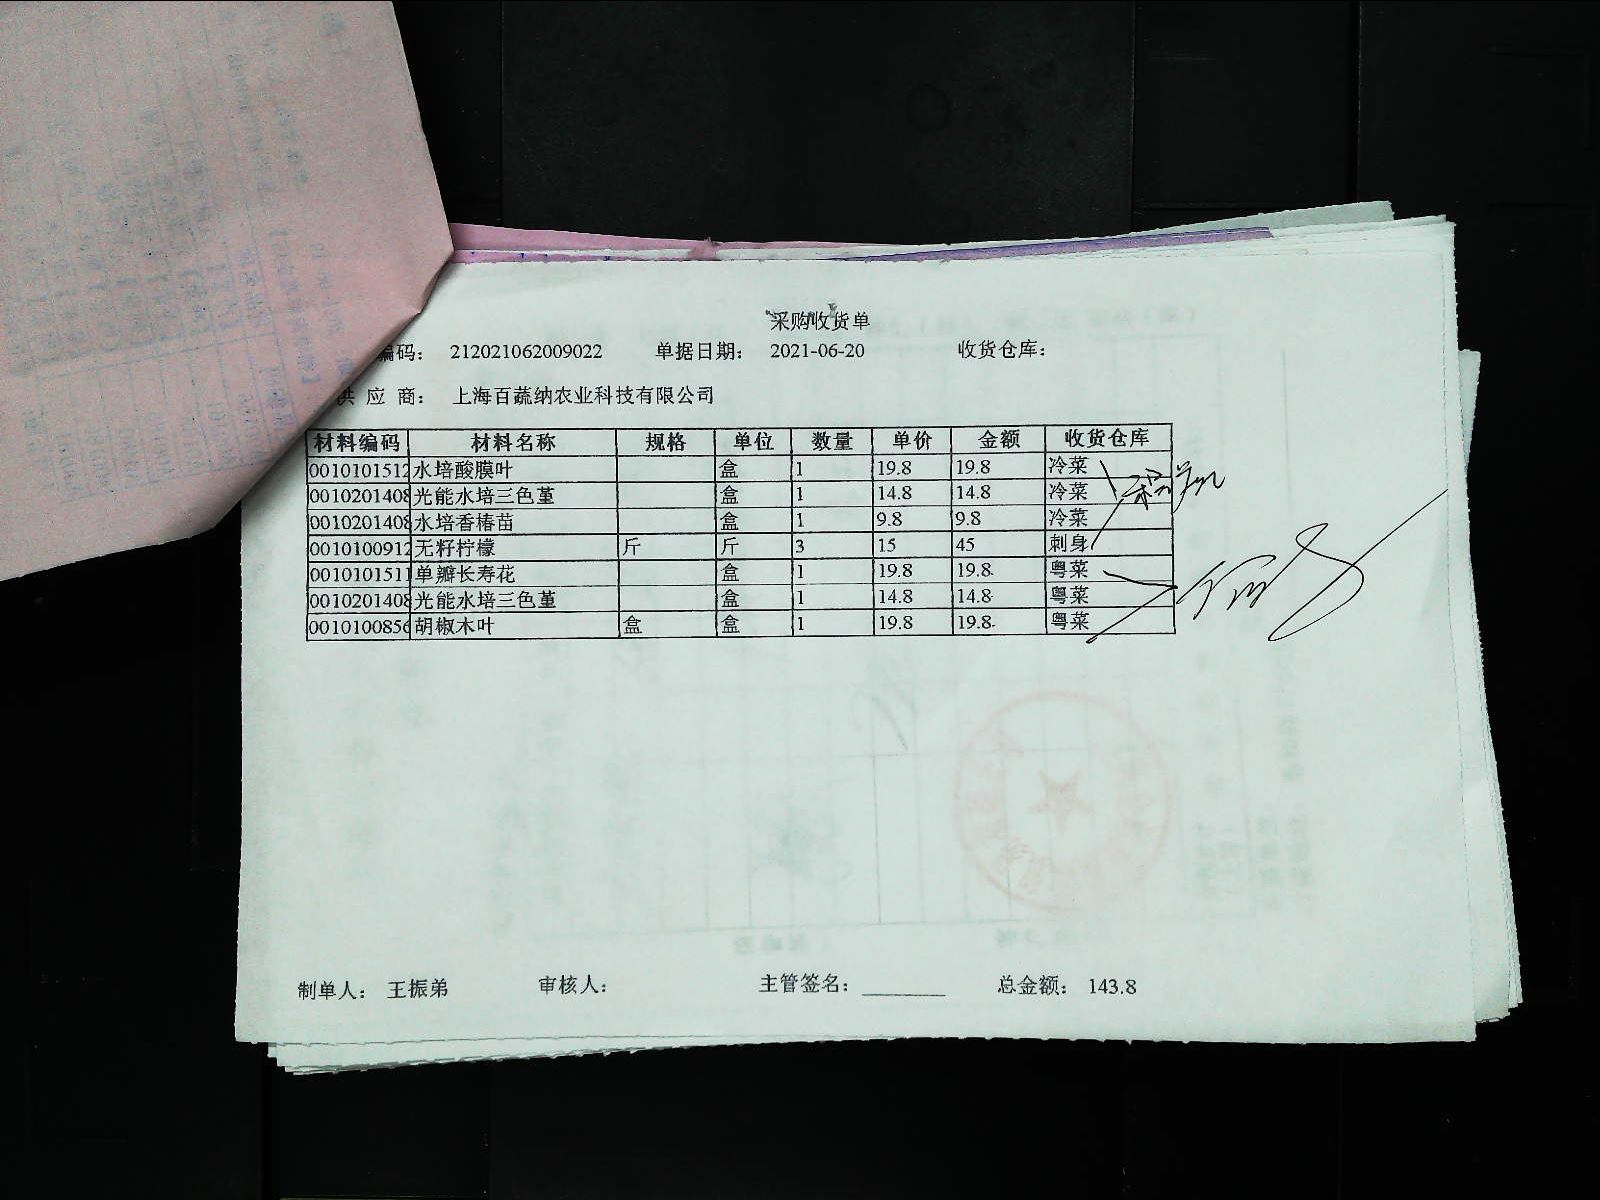 采购收货单
编码： 212021062009022 单据日期： 2021-06-20 收货仓库：
供 应 商： 上海百蔬纳农业科技有限公司
材料编码 材料名称 规格 单位 数量 单价 金额 收货仓库
0010101512 水培酸膜叶 盒 1 19.8 19.8 冷菜
0010201408 光能水培三色堇 盒 1 14.8 14.8 冷菜
0010201408 水培香椿苗 盒 1 9.8 9.8 冷菜
0010100912 无籽柠檬 斤 斤 3 15 45 刺身
0010101511 单瓣长寿花 盒 1 19.8 19.8 粤菜
0010201408 光能水培三色堇 盒 1 14.8 14.8 粤菜
0010100856 胡椒木叶 盒 盒 1 19.8 19.8 粤菜
制单人： 王振弟 审核人： 主管签名： 总金额： 143.8